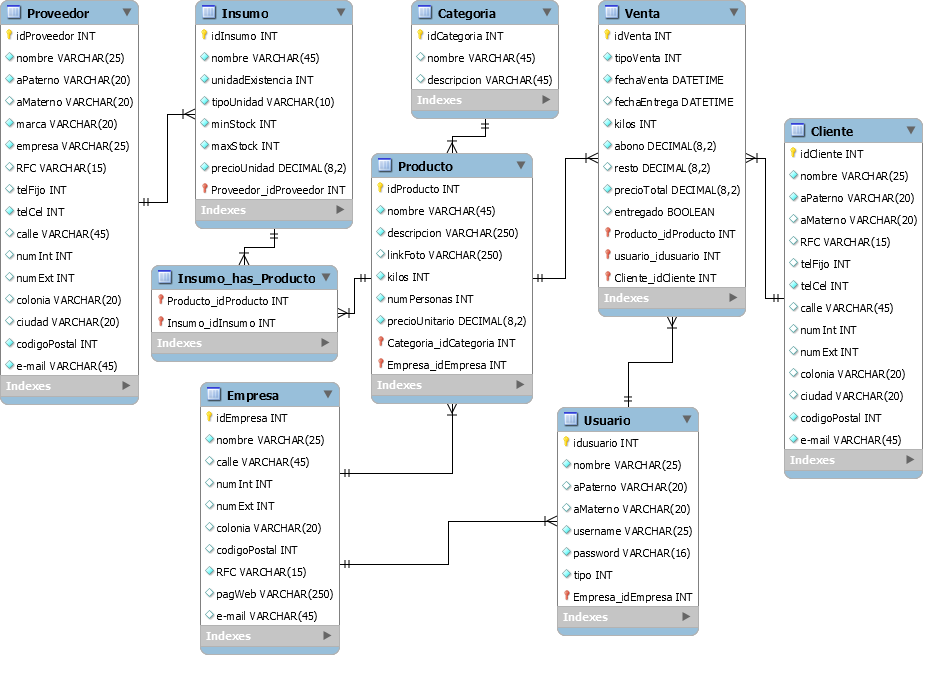 Proveedor
idProveedor INT
nombre VARCHAR(25)
aPaterno VARCHAR(20)
aMaterno VARCHAR(20)
marca VARCHAR(20)
empresa VARCHAR(25)
RFC VARCHAR(15)
telFijo INT
telCel INT
calle VARCHAR(45)
numInt INT
numExt INT
colonia VARCHAR(20)
ciudad VARCHAR(20)
codigoPostal INT
e-mail VARCHAR(45)
Indexes
Insumo
idInsumo INT
nombre VARCHAR(45)
unidadExistencia INT
tipoUnidad VARCHAR(10)
minStock INT
maxStock INT
precioUnidad DECIMAL(8,2)
Proveedor_idProveedor INT
Indexes
Categoria
idCategoria INT
nombre VARCHAR(45)
descripcion VARCHAR(45)
Indexes
Venta
idVenta INT
tipoVenta INT
fechaVenta DATETIME
fechaEntrega DATETIME
kilos INT
abono DECIMAL(8,2)
resto DECIMAL(8,2)
precioTotal DECIMAL(8,2)
entregado BOOLEAN
Producto_idProducto INT
usuario_idusuario INT
Cliente_idCliente INT
Indexes
Cliente
idCliente INT
nombre VARCHAR(25)
aPaterno VARCHAR(20)
aMaterno VARCHAR(20)
RFC VARCHAR(15)
telFijo INT
telCel INT
calle VARCHAR(45)
numInt INT
numExt INT
colonia VARCHAR(20)
ciudad VARCHAR(20)
codigoPostal INT
e-mail VARCHAR(45)
Indexes
Producto
idProducto INT
nombre VARCHAR(45)
descripcion VARCHAR(250)
linkFoto VARCHAR(250)
kilos INT
numPersonas INT
precioUnitario DECIMAL(8,2)
Categoria_idCategoria INT
Empresa_idEmpresa INT
Indexes
Insumo_has_Producto
Producto_idProducto INT
Insumo_idInsumo INT
Indexes
Empresa
idEmpresa INT
nombre VARCHAR(25)
calle VARCHAR(45)
numInt INT
numExt INT
colonia VARCHAR(20)
codigoPostal INT
RFC VARCHAR(15)
pagWeb VARCHAR(250)
e-mail VARCHAR(45)
Indexes
Usuario
idusuario INT
nombre VARCHAR(25)
aPaterno VARCHAR(20)
aMaterno VARCHAR(20)
username VARCHAR(25)
password VARCHAR(16)
tipo INT
Empresa_idEmpresa INT
Indexes